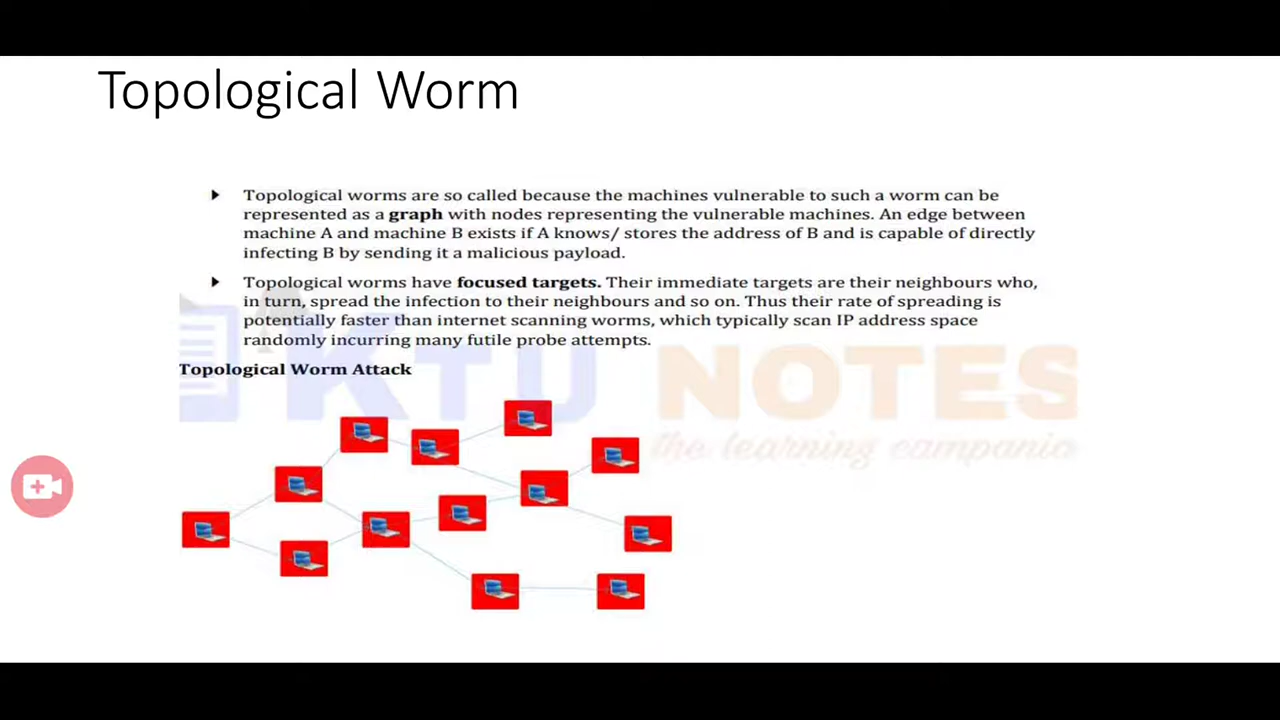 Topological Worm
Topological worms are so called because the machines vulnerable to such a worm can be
represented as a graph with nodes representing the vulnerable machines. An edge between
machine A and machine B exists if A knows/ stores the address of B and is capable of directly
infecting B by sending it a malicious payload.
Topological worms have focused targets. Their immediate targets are their neighbours who,
in turn, spread the infection to their neighbours and so on. Thus their rate of spreading is
potentially faster than internet scanning worms, which typically scan IP address space
randomly incurring many futile probe attempts.
Topological Worm Attack
KTU NOTES
the learning companio